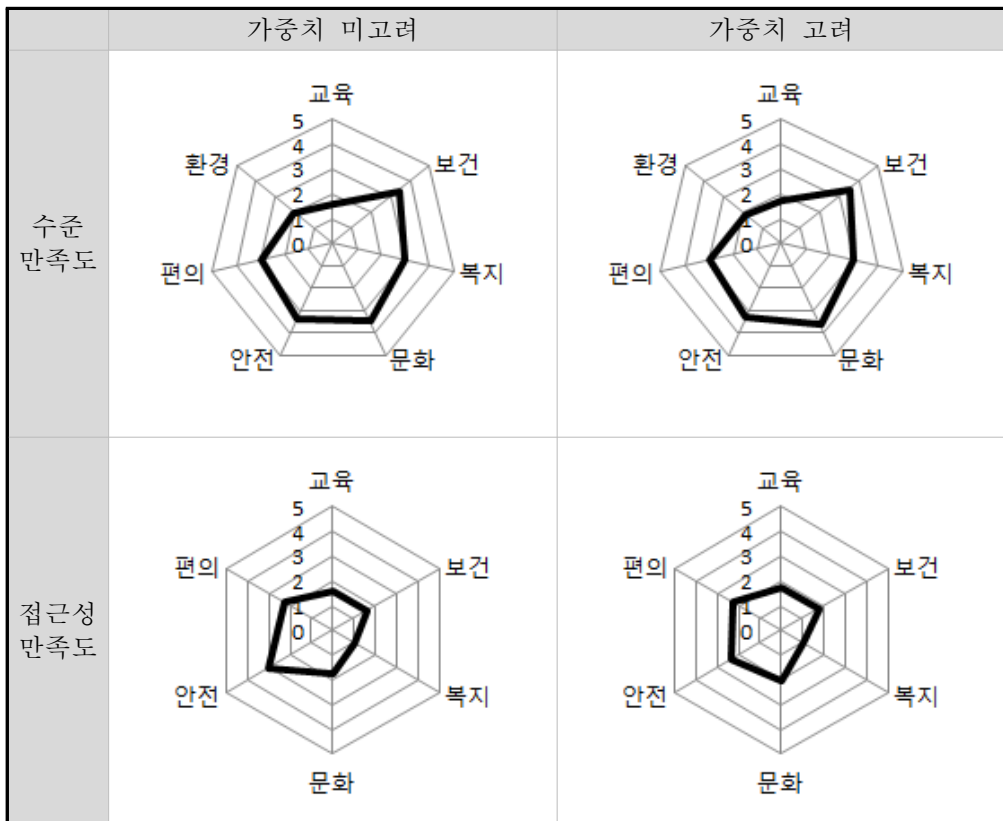 가중치 미고려
가중치 고려
수준
만족도
교육
5
4
3
2
1
0
보건
복지
문화
안전
편의
환경
교육
5
4
3
2
1
0
보건
복지
문화
안전
편의
환경
접근성
만족도
교육
5
4
3
2
1
0
보건
복지
문화
안전
편의
교육
5
4
3
2
1
0
보건
복지
문화
안전
편의